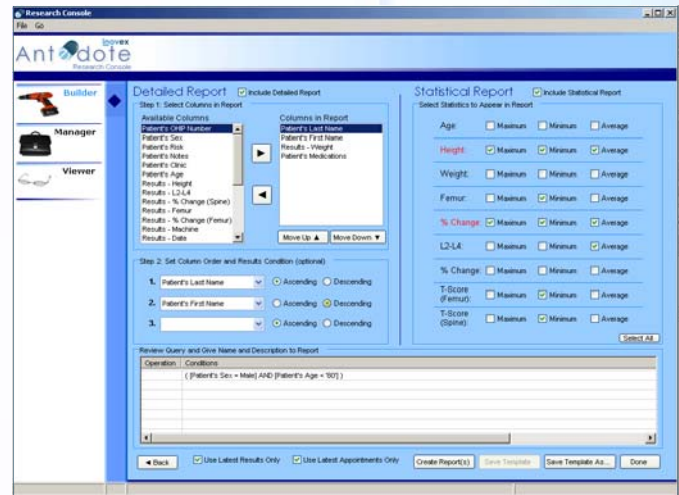 Research Console
File Go
ipovex
Antidote
Research Console
Builder
Manager
Viewer
Detailed Report Include Detailed Report
Step 1: Select Columns in Report
Available Columns
Patient's OHIP Number
Patient's Sex
Patient's Risk
Patient's Notes
Patient's Clinic
Patient's Age
Results - Height
Results - L2-L4
Results - % Change (Spine)
Results - Femur
Results - % Change (Femur)
Results - Machine
Results - Date
Columns in Report
Patient's Last Name
Patient's First Name
Results - Weight
Patient's Medications
Move Up ▲ Move Down ▼
Step 2: Set Column Order and Results Condition (optional)
1. Patient's Last Name Ascending Descending
2. Patient's First Name Ascending Descending
3. Ascending Descending
Statistical Report Include Statistical Report
Select Statistics to Appear in Report
Age: Maximum Minimum Average
Height: Maximum Minimum Average
Weight: Maximum Minimum Average
Femur: Maximum Minimum Average
% Change: Maximum Minimum Average
L2-L4: Maximum Minimum Average
% Change: Maximum Minimum Average
T-Score (Femur): Maximum Minimum Average
T-Score (Spine): Maximum Minimum Average
Select All
Review Query and Give Name and Description to Report
Operation Conditions
( [Patient's Sex = Male] AND [Patient's Age < '80'] )
◄ Back Use Latest Results Only Use Latest Appointments Only Create Report(s) Save Template Save Template As... Done